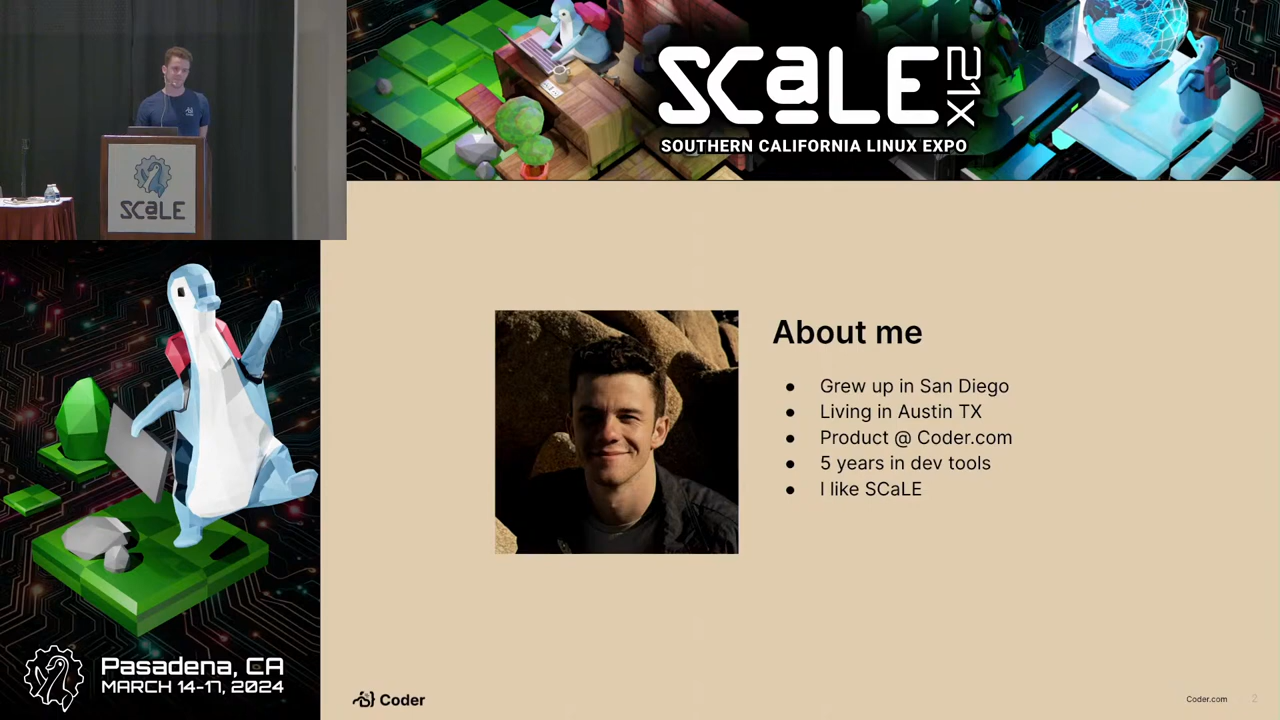 SCaLE 21X
SOUTHERN CALIFORNIA LINUX EXPO
SCaLE
About me
● Grew up in San Diego
● Living in Austin TX
● Product @ Coder.com
● 5 years in dev tools
● I like SCaLE
Pasadena, CA
MARCH 14-17, 2024
Coder
Coder.com
2